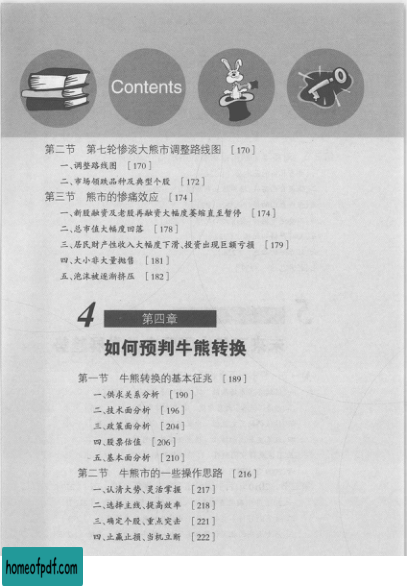 Contents
第二节 第七轮惨淡大熊市调整路线图 [170]
一、调整路线图 [170]
二、市场领跌品种及典型个股 [172]
第三节 熊市的惨痛效应 [174]
一、新股融资及老股再融资大幅度萎缩直至暂停 [174]
二、总市值大幅度回落 [178]
三、居民财产性收入大幅度下滑,投资出现巨额亏损 [179]
四、大小非大量抛售 [181]
五、泡沫被逐渐挤压 [182]
4 第四章
如何预判牛熊转换
第一节 牛熊转换的基本征兆 [189]
一、供求关系分析 [190]
二、技术面分析 [196]
三、政策面分析 [204]
四、股票估值 [206]
五、基本面分析 [210]
第二节 牛熊市的一些操作思路 [216]
一、认清大势、灵活掌握 [217]
二、选择主线、提高效率 [218]
三、确定个股、重点突击 [221]
四、止赢止损、当机立断 [222]
homeofpdf.com